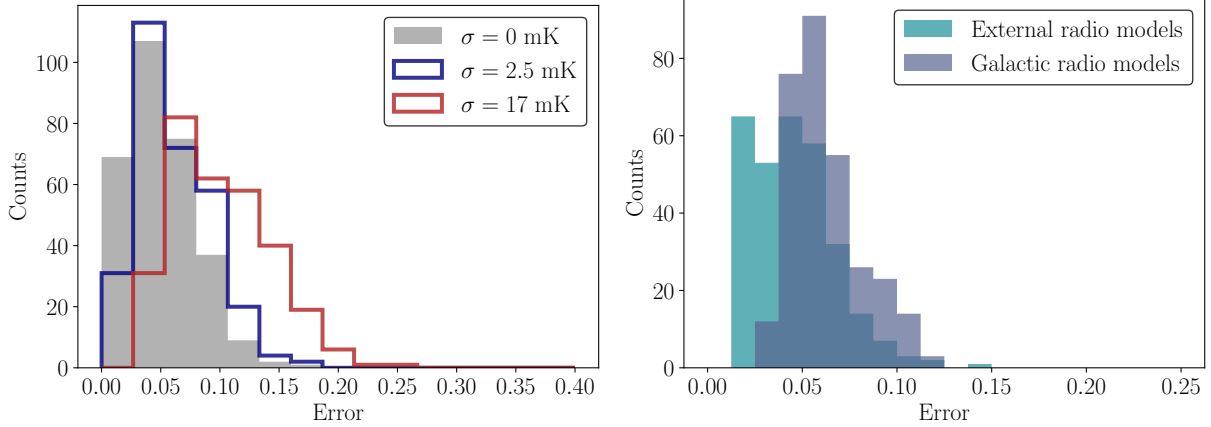 100
80
60
40
20
0
Counts
0.00 0.05 0.10 0.15 0.20 0.25 0.30 0.35 0.40
Error
σ = 0 mK
σ = 2.5 mK
σ = 17 mK
80
60
40
20
0
Counts
0.00 0.05 0.10 0.15 0.20 0.25
Error
External radio models
Galactic radio models